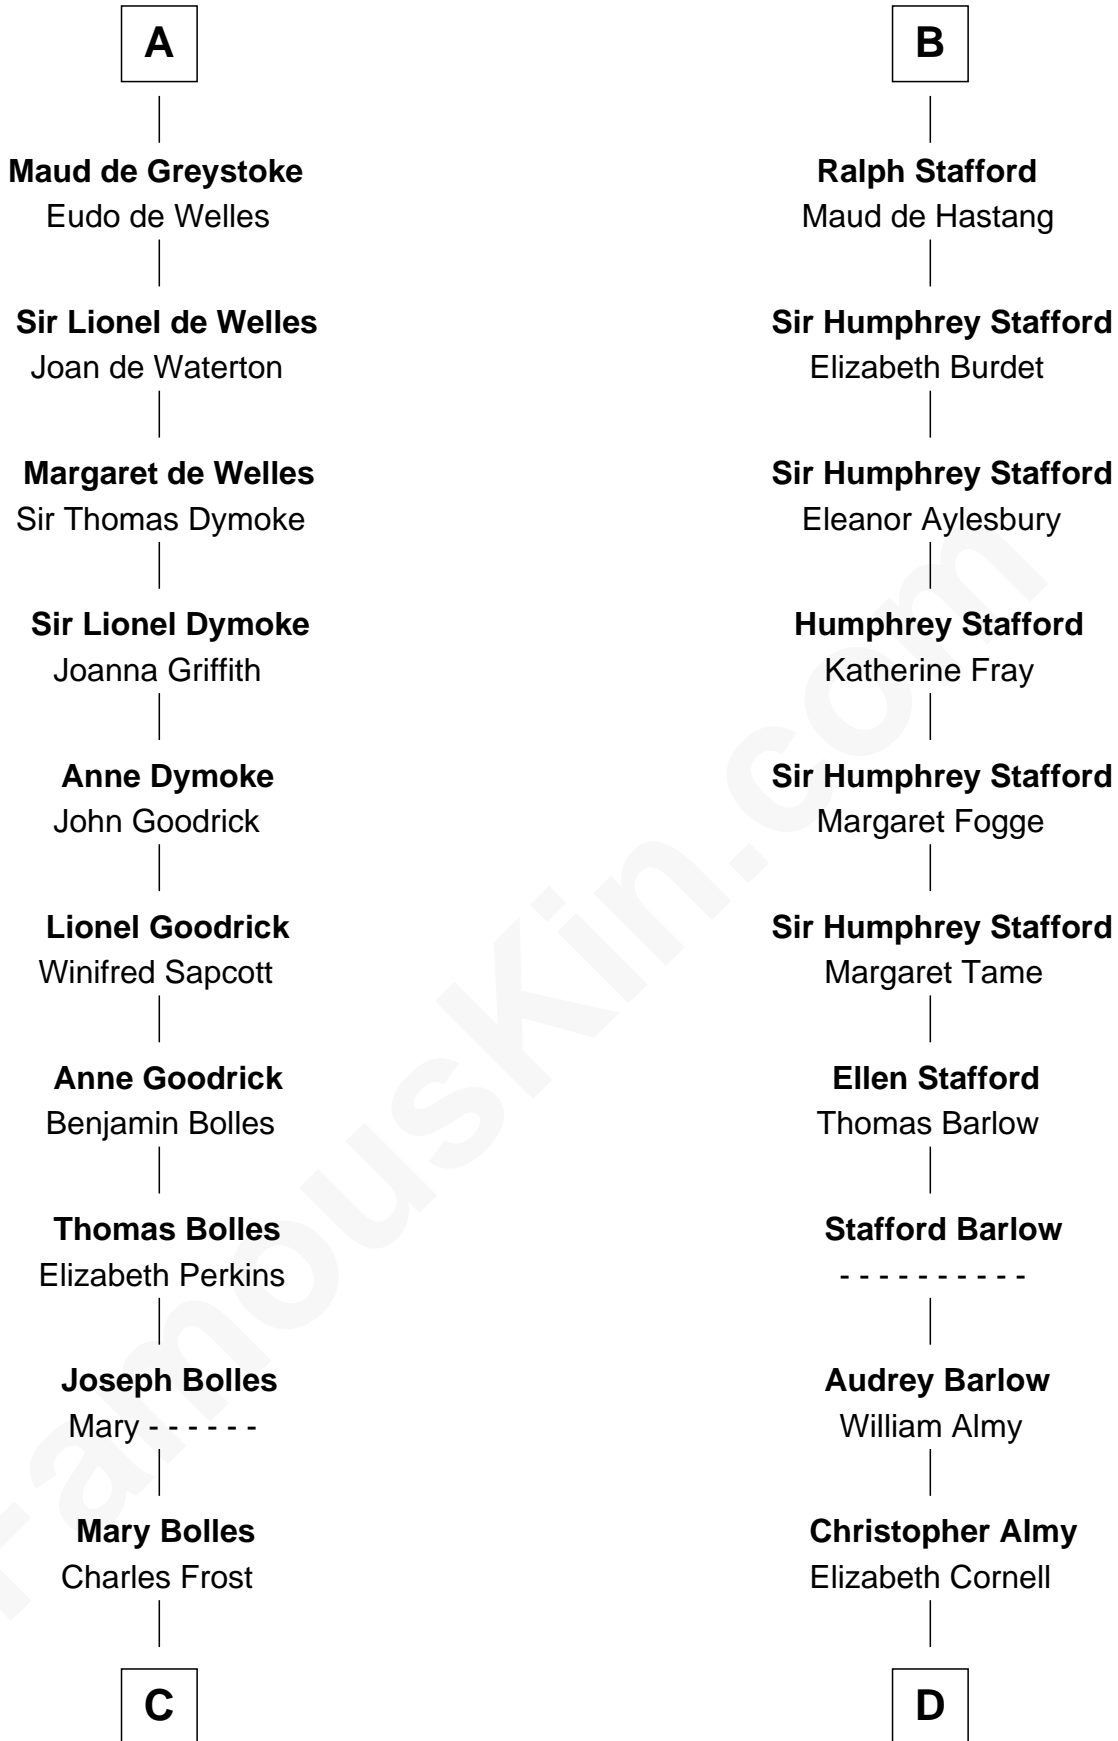 A
Maud de Greystoke
Eudo de Welles
Sir Lionel de Welles
Joan de Waterton
Margaret de Welles
Sir Thomas Dymoke
Sir Lionel Dymoke
Joanna Griffith
Anne Dymoke
John Goodrick
Lionel Goodrick
Winifred Sapcott
Anne Goodrick
Benjamin Bolles
Thomas Bolles
Elizabeth Perkins
Joseph Bolles
Mary - - - - - -
Mary Bolles
Charles Frost
C
B
Ralph Stafford
Maud de Hastang
Sir Humphrey Stafford
Elizabeth Burdet
Sir Humphrey Stafford
Eleanor Aylesbury
Humphrey Stafford
Katherine Fray
Sir Humphrey Stafford
Margaret Fogge
Sir Humphrey Stafford
Margaret Tame
Ellen Stafford
Thomas Barlow
Stafford Barlow
- - - - - - - - - -
Audrey Barlow
William Almy
Christopher Almy
Elizabeth Cornell
D
FamousKin.com